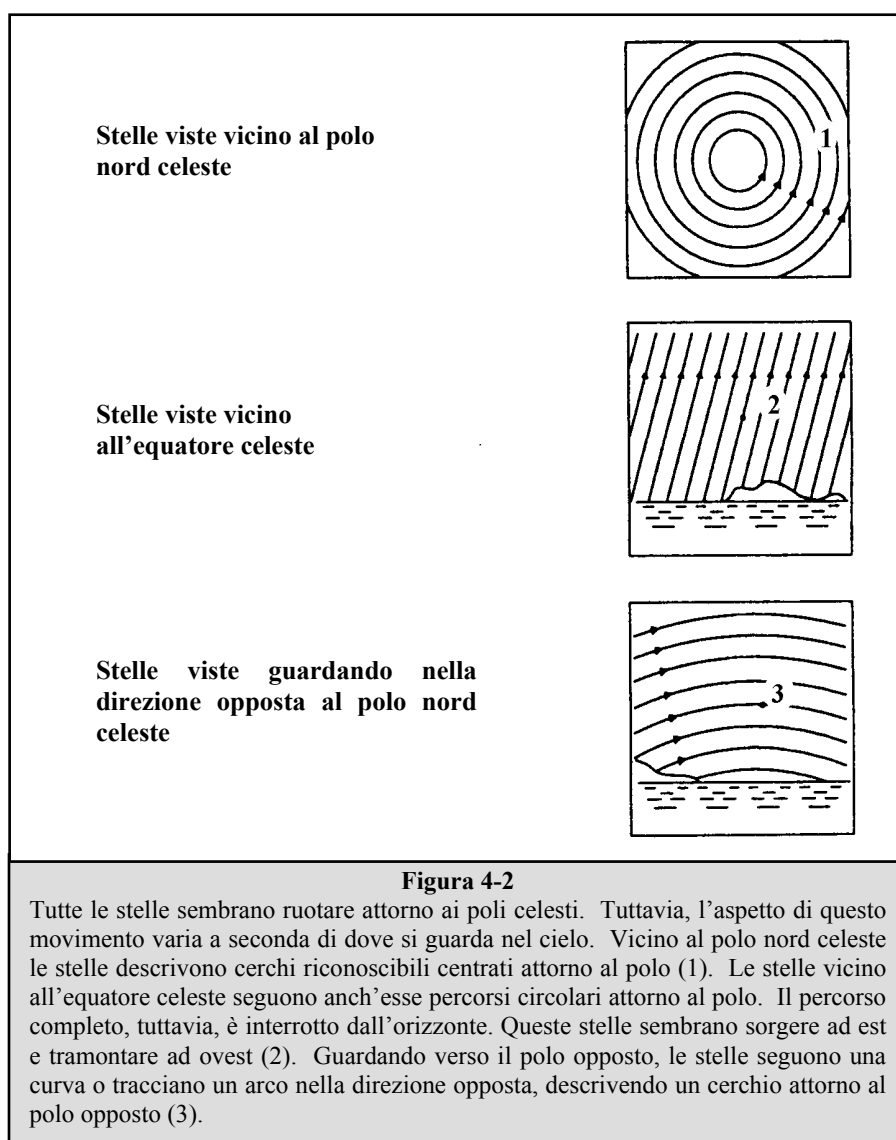 Stelle viste vicino al polo
nord celeste
1
Stelle viste vicino
all’equatore celeste
2
Stelle viste guardando nella
direzione opposta al polo nord
celeste
3
Figura 4-2
Tutte le stelle sembrano ruotare attorno ai poli celesti. Tuttavia, l’aspetto di questo
movimento varia a seconda di dove si guarda nel cielo. Vicino al polo nord celeste
le stelle descrivono cerchi riconoscibili centrati attorno al polo (1). Le stelle vicino
all’equatore celeste seguono anch’esse percorsi circolari attorno al polo. Il percorso
completo, tuttavia, è interrotto dall’orizzonte. Queste stelle sembrano sorgere ad est
e tramontare ad ovest (2). Guardando verso il polo opposto, le stelle seguono una
curva o tracciano un arco nella direzione opposta, descrivendo un cerchio attorno al
polo opposto (3).